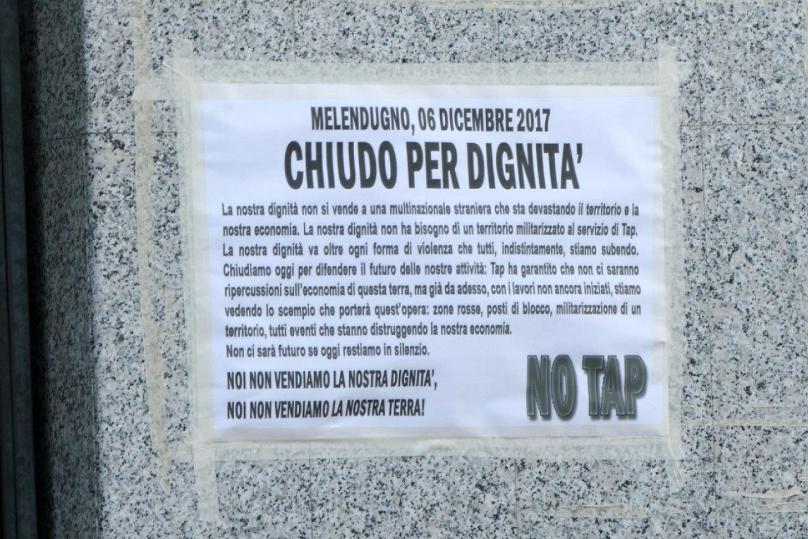 MELENDUGNO, 06 DICEMBRE 2017
CHIUDO PER DIGNITA'
La nostra dignità non si vende a una multinazionale straniera che sta devastando il territorio e la
nostra economia. La nostra dignità non ha bisogno di un territorio militarizzato al servizio di Tap.
La nostra dignità va oltre ogni forma di violenza che tutti, indistintamente, stiamo subendo.
Chiudiamo oggi per difendere il futuro delle nostre attività: Tap ha garantito che non ci saranno
ripercussioni sull'economia di questa terra, ma già da adesso, con i lavori non ancora iniziati, stiamo
vedendo lo scempio che porterà quest'opera: zone rosse, posti di blocco, militarizzazione di un
territorio, tutti eventi che stanno distruggendo la nostra economia.
Non ci sarà futuro se oggi restiamo in silenzio.
NOI NON VENDIAMO LA NOSTRA DIGNITA',
NOI NON VENDIAMO LA NOSTRA TERRA!
NO TAP